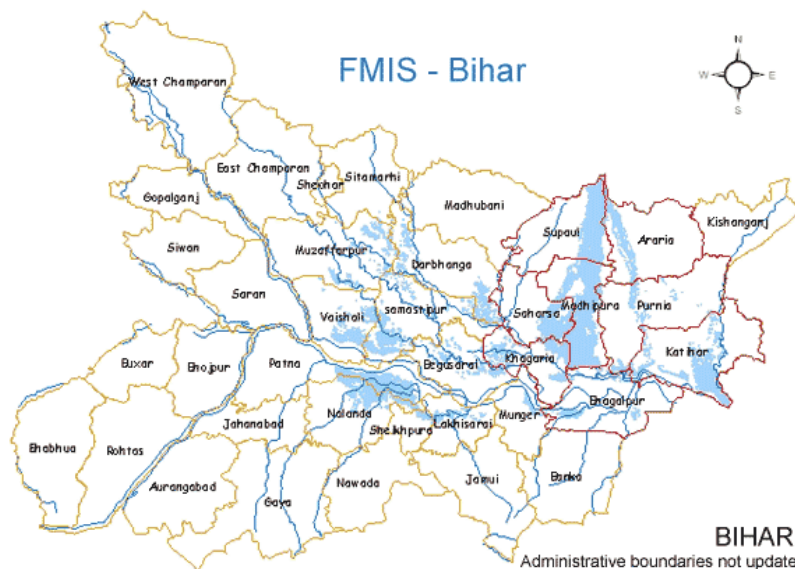 FMIS - Bihar
N
W E
S
West Champaran
East Champaran
Sheohar
Sitamarhi
Gopalganj
Madhubani
Siwan
Muzaffarpur
Darbhanga
Supaul
Araria
Kishanganj
Saran
Vaishali
samastipur
Saharsa
Madhipura
Purnia
Buxar
Bhojpur
Patna
Begosarai
Khagaria
Katihar
Nalanda
Munger
Bhagalpur
Bhabhua
Rohtas
Jahanabad
Sheikhpura
Lakhisarai
Aurangabad
Gaya
Nawada
Jamui
Banka
BIHAR
Administrative boundaries not update